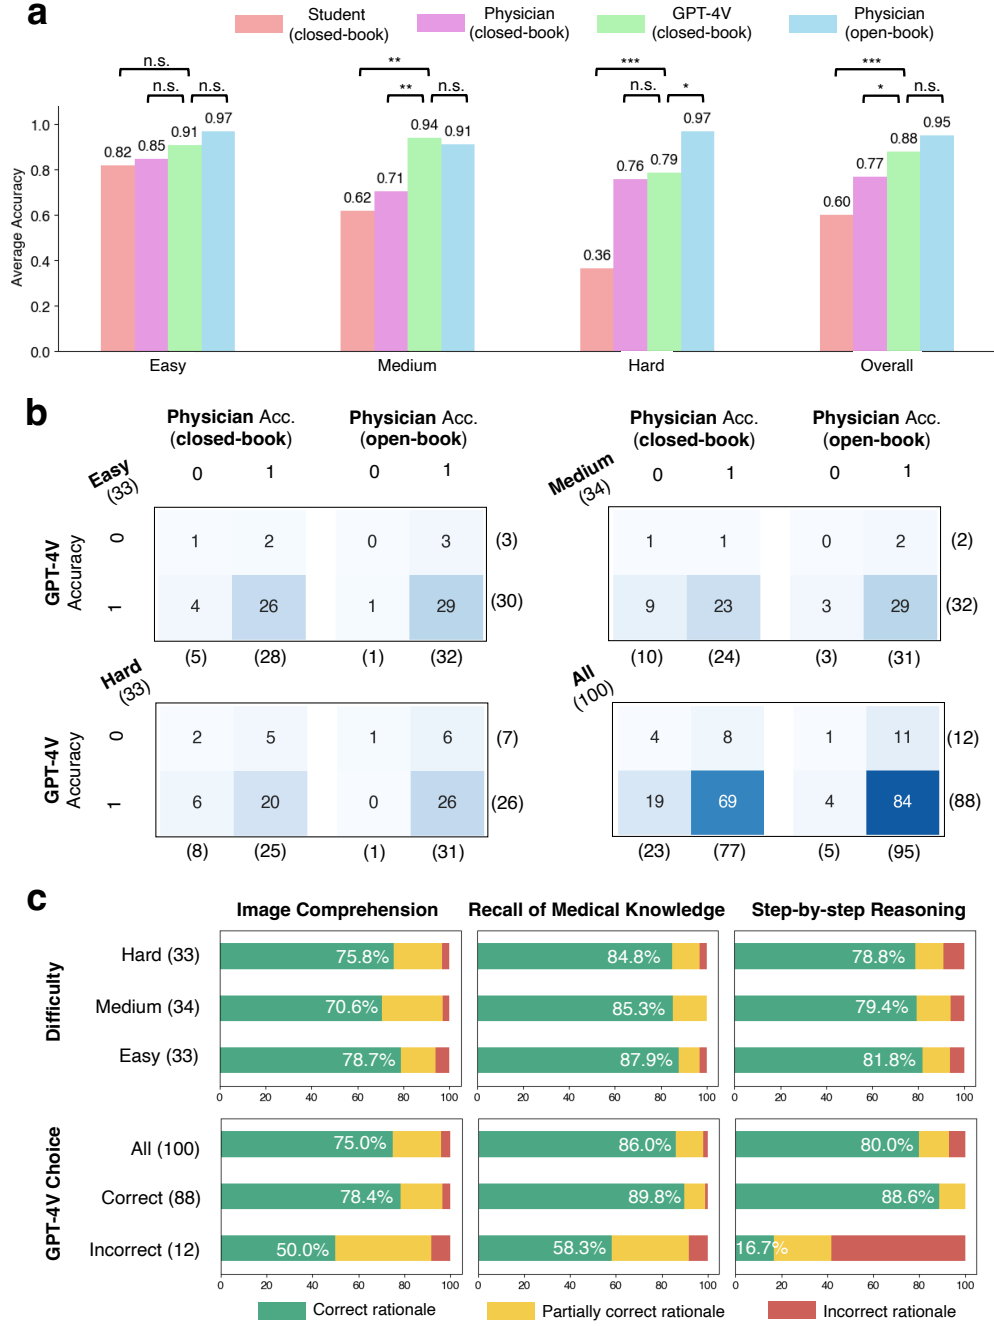 a
Student
(closed-book)
Physician
(closed-book)
GPT-4V
(closed-book)
Physician
(open-book)
n.s.
n.s. n.s.
**
** n.s.
***
n.s. *
***
* n.s.
Average Accuracy
1.0
0.8
0.6
0.4
0.2
0.0
0.82 0.85 0.91 0.97
0.62 0.71 0.94 0.91
0.36 0.76 0.79 0.97
0.60 0.77 0.88 0.95
Easy Medium Hard Overall
b
Physician Acc.
(closed-book)
Physician Acc.
(open-book)
Easy
(33)
0 1 0 1
GPT-4V
Accuracy
0 1 2 0 3 (3)
1 4 26 1 29 (30)
(5) (28) (1) (32)
Physician Acc.
(closed-book)
Physician Acc.
(open-book)
Medium
(34)
0 1 0 1
1 1 0 2 (2)
9 23 3 29 (32)
(10) (24) (3) (31)
Hard
(33)
GPT-4V
Accuracy
0 2 5 1 6 (7)
1 6 20 0 26 (26)
(8) (25) (1) (31)
All
(100)
4 8 1 11 (12)
19 69 4 84 (88)
(23) (77) (5) (95)
c
Image Comprehension Recall of Medical Knowledge Step-by-step Reasoning
Difficulty
Hard (33) 75.8% 84.8% 78.8%
Medium (34) 70.6% 85.3% 79.4%
Easy (33) 78.7% 87.9% 81.8%
0 20 40 60 80 100 0 20 40 60 80 100 0 20 40 60 80 100
GPT-4V Choice
All (100) 75.0% 86.0% 80.0%
Correct (88) 78.4% 89.8% 88.6%
Incorrect (12) 50.0% 58.3% 16.7%
0 20 40 60 80 100 0 20 40 60 80 100 0 20 40 60 80 100
Correct rationale Partially correct rationale Incorrect rationale